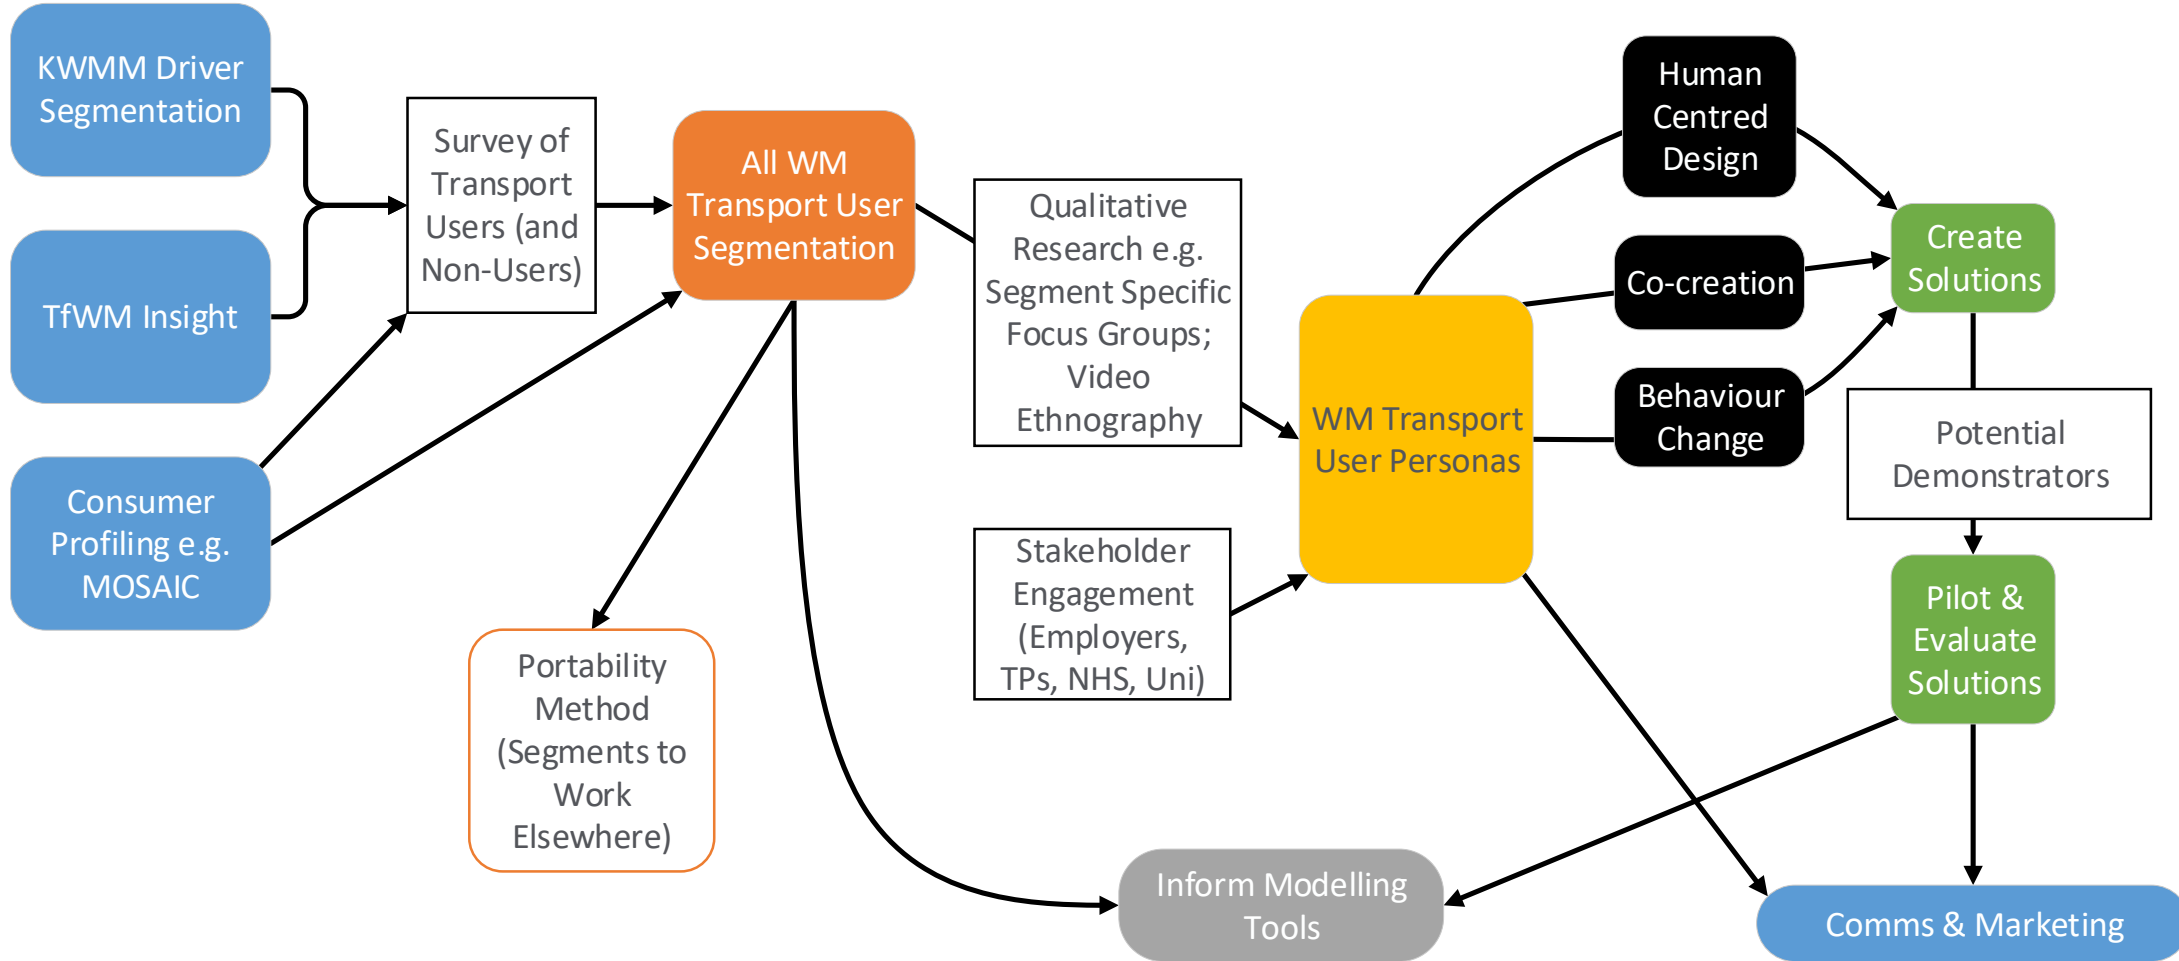 KWMM Driver
Segmentation
TfWM Insight
Consumer
Profiling e.g.
MOSAIC
Survey of
Transport
Users (and
Non-Users)
All WM
Transport User
Segmentation
Portability
Method
(Segments to
Work
Elsewhere)
Qualitative
Research e.g.
Segment Specific
Focus Groups;
Video
Ethnography
Stakeholder
Engagement
(Employers,
TPs, NHS, Uni)
WM Transport
User Personas
Human
Centred
Design
Co-creation
Behaviour
Change
Create
Solutions
Potential
Demonstrators
Pilot &
Evaluate
Solutions
Inform Modelling
Tools
Comms & Marketing